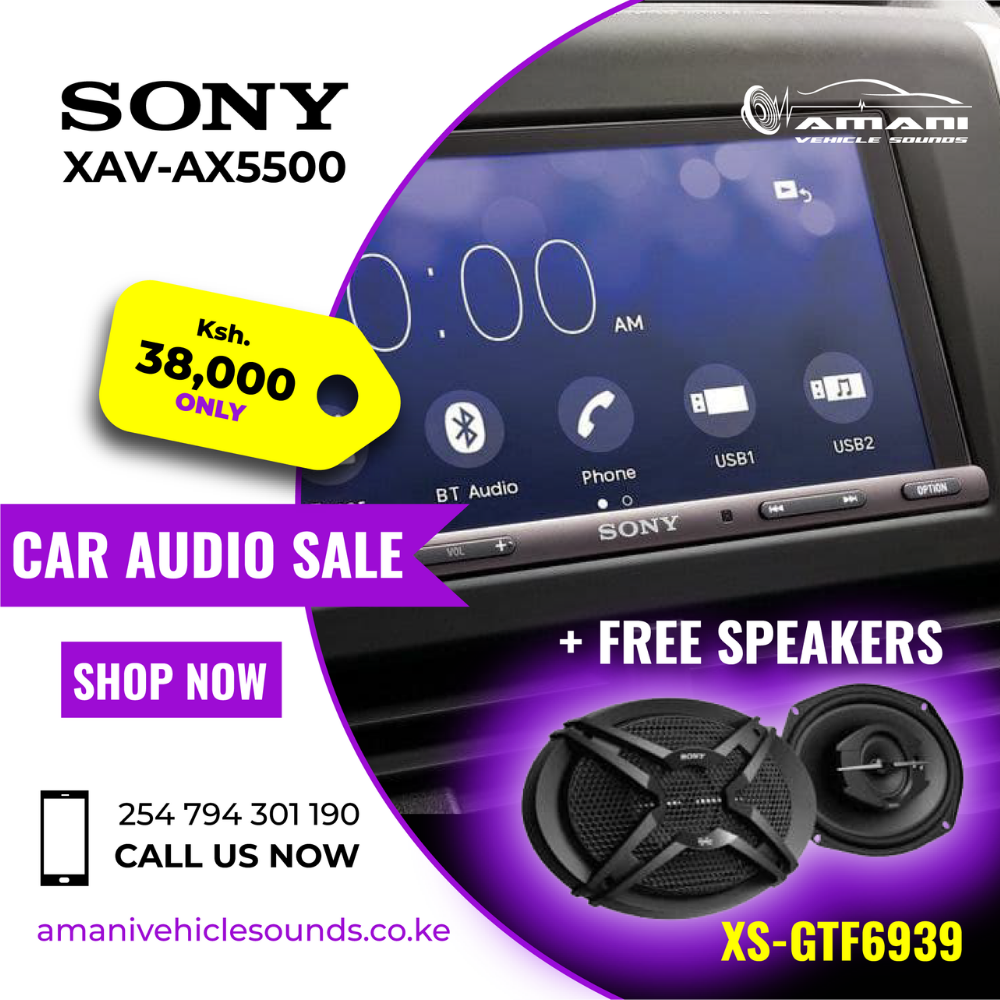 SONY
XAV-AX5500
AMANI
VEHICLE SOUNDS
Ksh.
38,000
ONLY
0:00 AM
BT Audio
Phone
USB1
USB2
OPTION
SONY
VOL +
CAR AUDIO SALE
+ FREE SPEAKERS
SHOP NOW
SONY
254 794 301 190
CALL US NOW
amanivehiclesounds.co.ke
XS-GTF6939